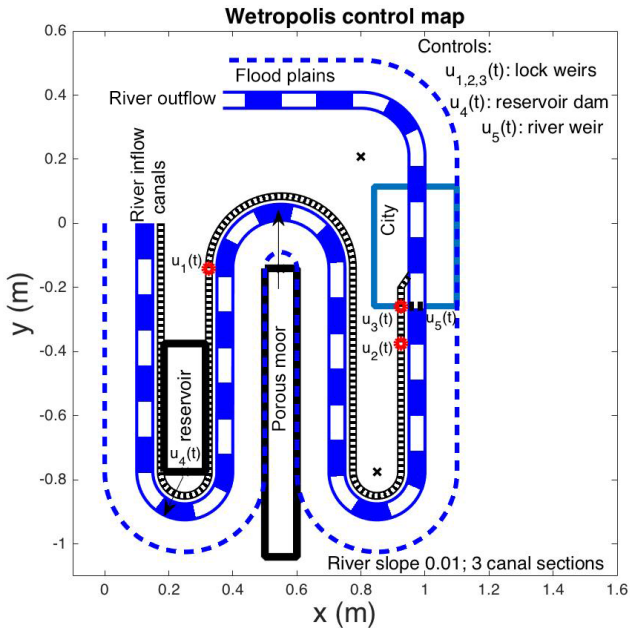 Wetropolis control map
Controls:
u1,2,3(t): lock weirs
u4(t): reservoir dam
u5(t): river weir
Flood plains
River outflow
River inflow
canals
City
u1(t)
u3(t)
u5(t)
u2(t)
reservoir
u4(t)
Porous moor
River slope 0.01; 3 canal sections
0.6
0.4
0.2
0
-0.2
-0.4
-0.6
-0.8
-1
y (m)
0 0.2 0.4 0.6 0.8 1 1.2 1.4 1.6
x (m)